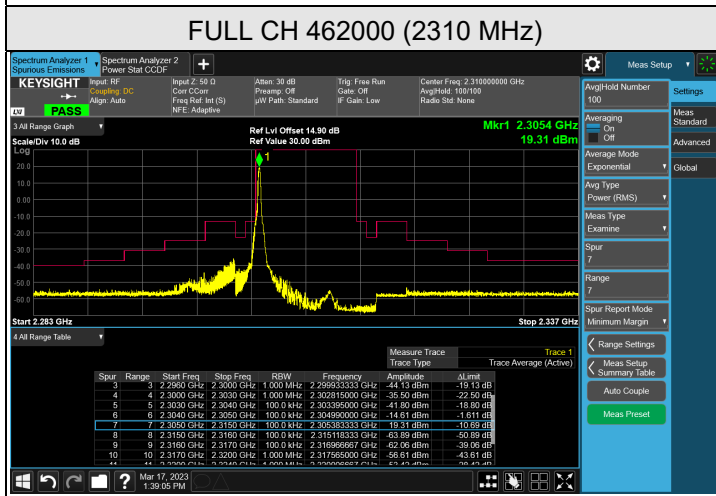 FULL CH 462000 (2310 MHz)
Spectrum Analyzer 1
Spurious Emissions
Spectrum Analyzer 2
Power Stat CCDF
Meas Setup
KEYSIGHT
Input: RF
Coupling: DC
Align: Auto
Input Z: 50 Ω
Corr CCorr
Freq Ref: Int (S)
NFE: Adaptive
Atten: 30 dB
Preamp: Off
µW Path: Standard
Trig: Free Run
Gate: Off
IF Gain: Low
Center Freq: 2.310000000 GHz
Avg|Hold: 100/100
Radio Std: None
LXI
PASS
3 All Range Graph
Scale/Div 10.0 dB
Ref Lvl Offset 14.90 dB
Ref Value 30.00 dBm
Mkr1 2.3054 GHz
19.31 dBm
Log
1
20.0
10.0
0.00
-10.0
-20.0
-30.0
-40.0
-50.0
-60.0
Start 2.283 GHz
Stop 2.337 GHz
4 All Range Table
Measure Trace Trace 1
Trace Type Trace Average (Active)
Spur Range Start Freq Stop Freq RBW Frequency Amplitude ΔLimit
3 3 2.2960 GHz 2.3000 GHz 1.000 MHz 2.299933333 GHz -44.13 dBm -19.13 dB
4 4 2.3000 GHz 2.3030 GHz 1.000 MHz 2.302815000 GHz -35.50 dBm -22.50 dB
5 5 2.3030 GHz 2.3040 GHz 100.0 kHz 2.303395000 GHz -41.80 dBm -18.80 dB
6 6 2.3040 GHz 2.3050 GHz 100.0 kHz 2.304990000 GHz -14.61 dBm -1.611 dB
7 7 2.3050 GHz 2.3150 GHz 100.0 kHz 2.305383333 GHz 19.31 dBm -10.69 dB
8 8 2.3150 GHz 2.3160 GHz 100.0 kHz 2.315118333 GHz -63.89 dBm -50.89 dB
9 9 2.3160 GHz 2.3170 GHz 100.0 kHz 2.316966667 GHz -62.06 dBm -39.06 dB
10 10 2.3170 GHz 2.3200 GHz 1.000 MHz 2.317565000 GHz -56.61 dBm -43.61 dB
Avg|Hold Number
100
Averaging
On
Off
Average Mode
Exponential
Avg Type
Power (RMS)
Meas Type
Examine
Spur
7
Range
7
Spur Report Mode
Minimum Margin
Range Settings
Meas Setup
Summary Table
Auto Couple
Meas Preset
Settings
Meas
Standard
Advanced
Global
?
Mar 17, 2023
1:39:05 PM